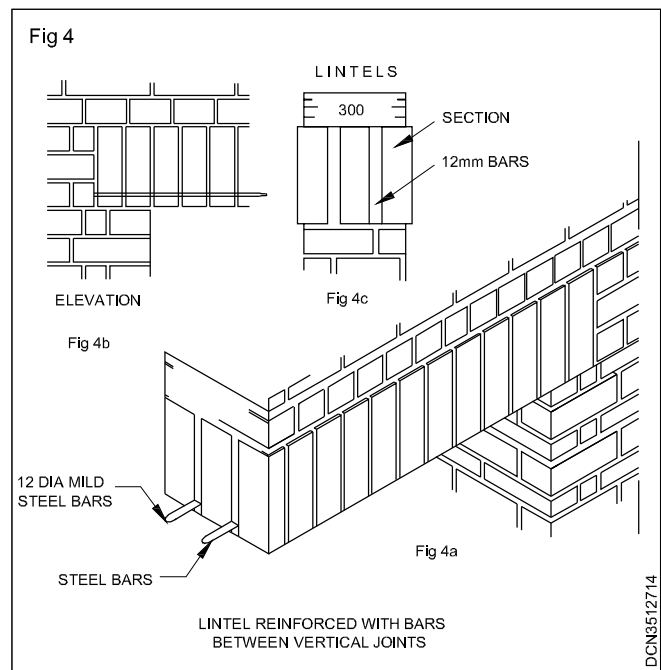 Fig 4
LINTELS
300
SECTION
12mm BARS
ELEVATION
Fig 4c
Fig 4b
12 DIA MILD
STEEL BARS
Fig 4a
STEEL BARS
LINTEL REINFORCED WITH BARS
BETWEEN VERTICAL JOINTS
DCN3512714